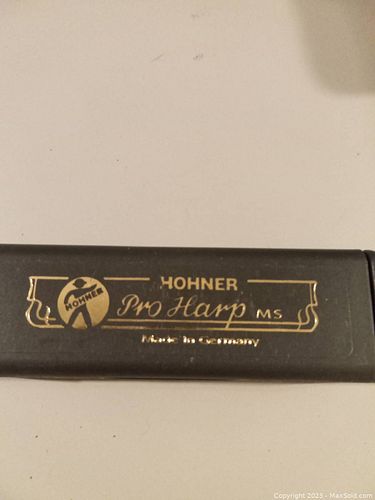 HOHNER
HOHNER
Pro Harp MS
Made in Germany
Copyright 2023 - MaxSold.com